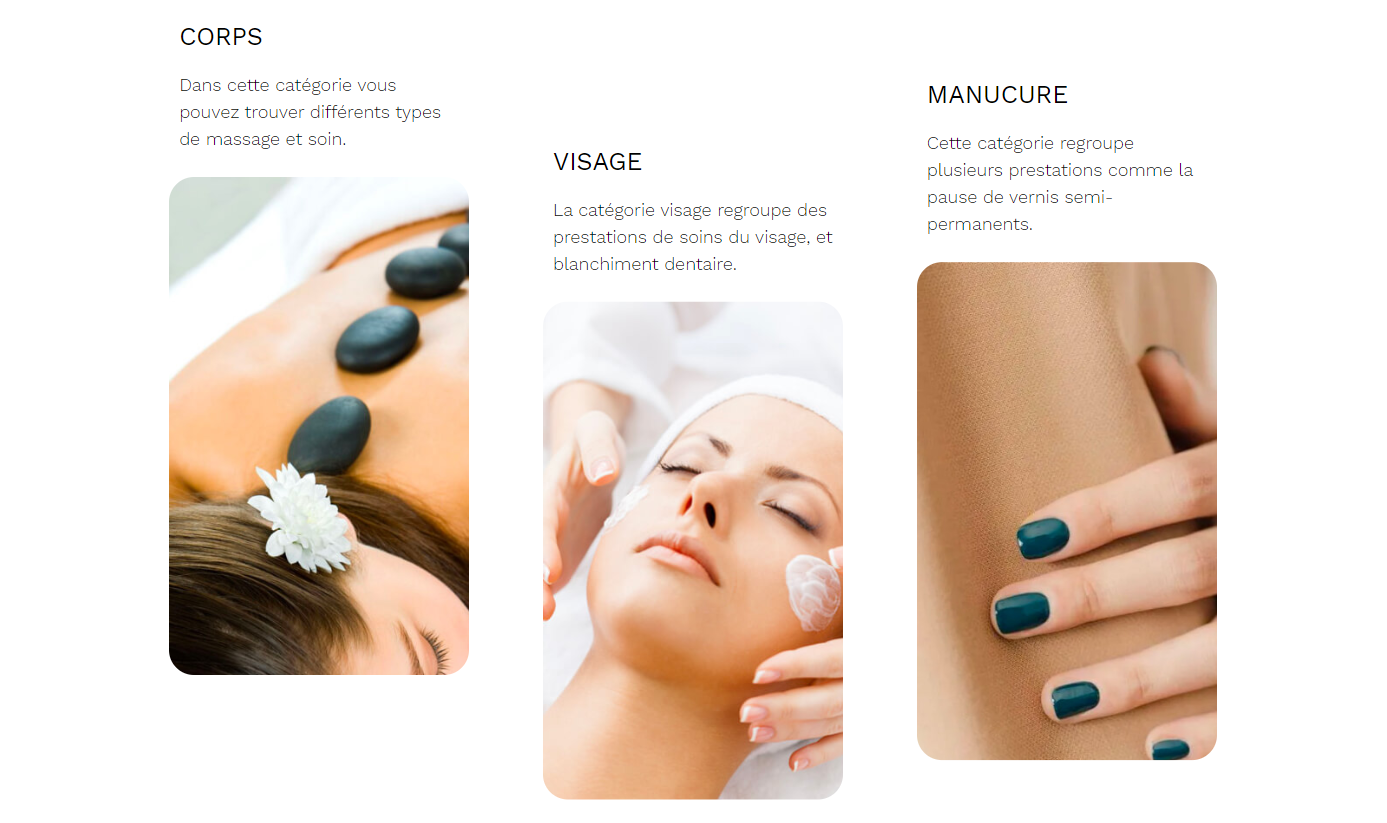 CORPS
Dans cette catégorie vous
pouvez trouver différents types
de massage et soin.
VISAGE
La catégorie visage regroupe des
prestations de soins du visage, et
blanchiment dentaire.
MANUCURE
Cette catégorie regroupe
plusieurs prestations comme la
pause de vernis semi-
permanents.